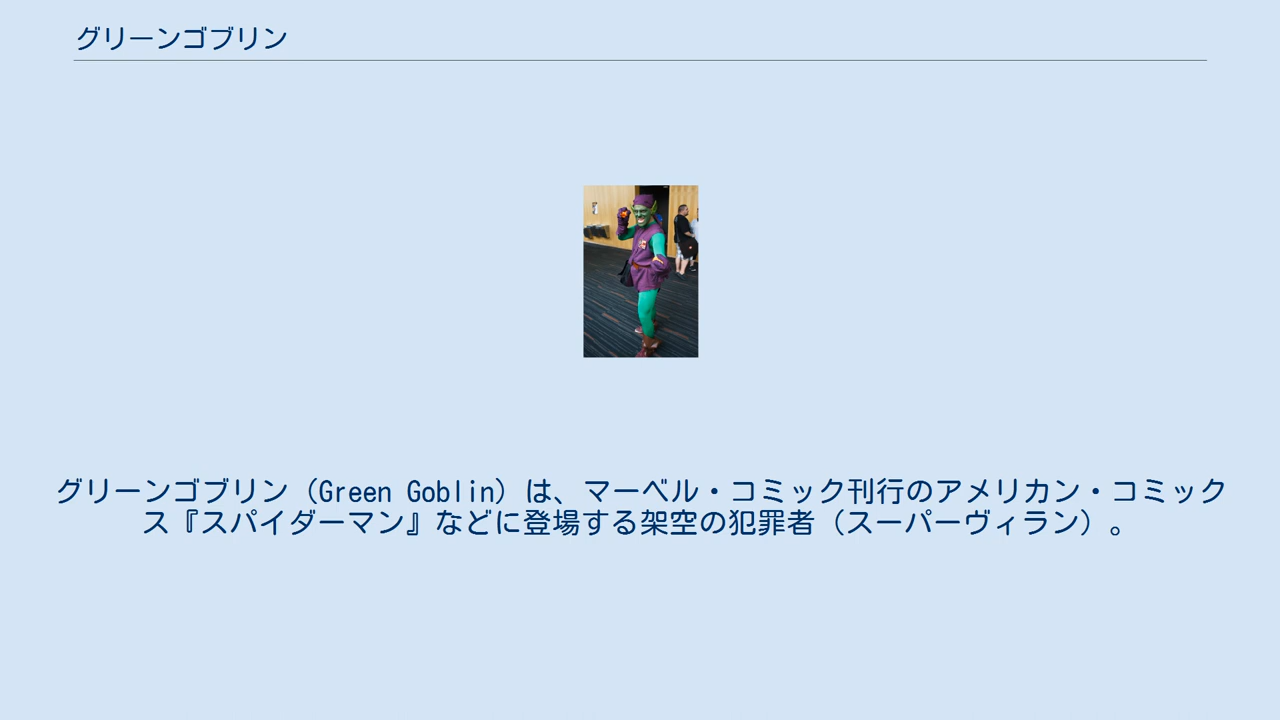 グリーンゴブリン
グリーンゴブリン（Green Goblin）は、マーベル・コミック刊行のアメリカン・コミック
ス『スパイダーマン』などに登場する架空の犯罪者（スーパーヴィラン）。